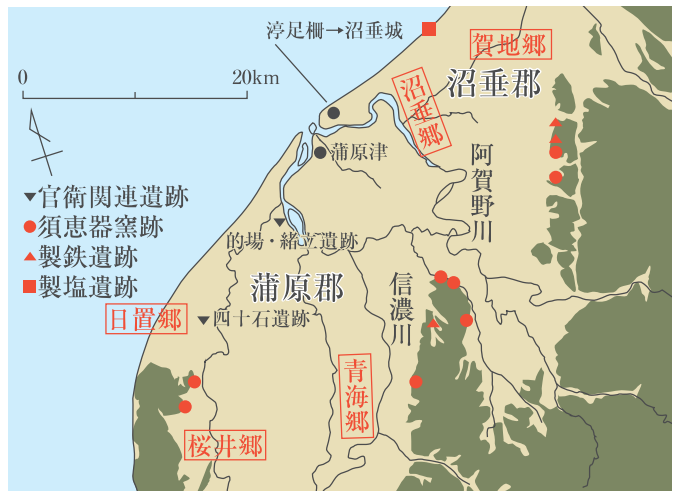 渟足柵→沼垂城
賀地郷
沼垂郡
0
20km
沼垂郷
蒲原津
阿賀野川
官衙関連遺跡
須恵器窯跡
製鉄遺跡
製塩遺跡
的場・緒立遺跡
蒲原郡
信濃川
日置郷
四十石遺跡
青海郷
桜井郷